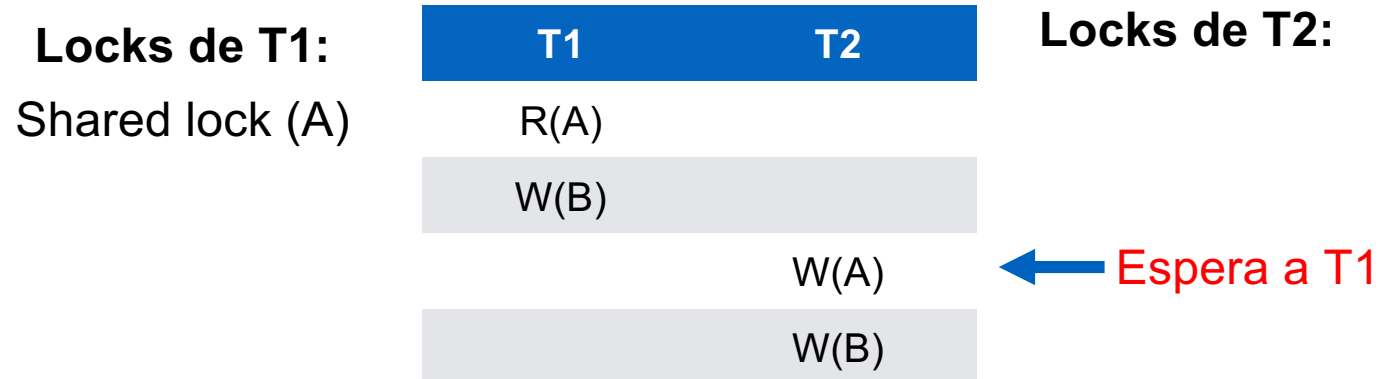 Locks de T1:
Shared lock (A)
T1 T2
R(A)
W(B)
W(A)
W(B)
Locks de T2:
Espera a T1